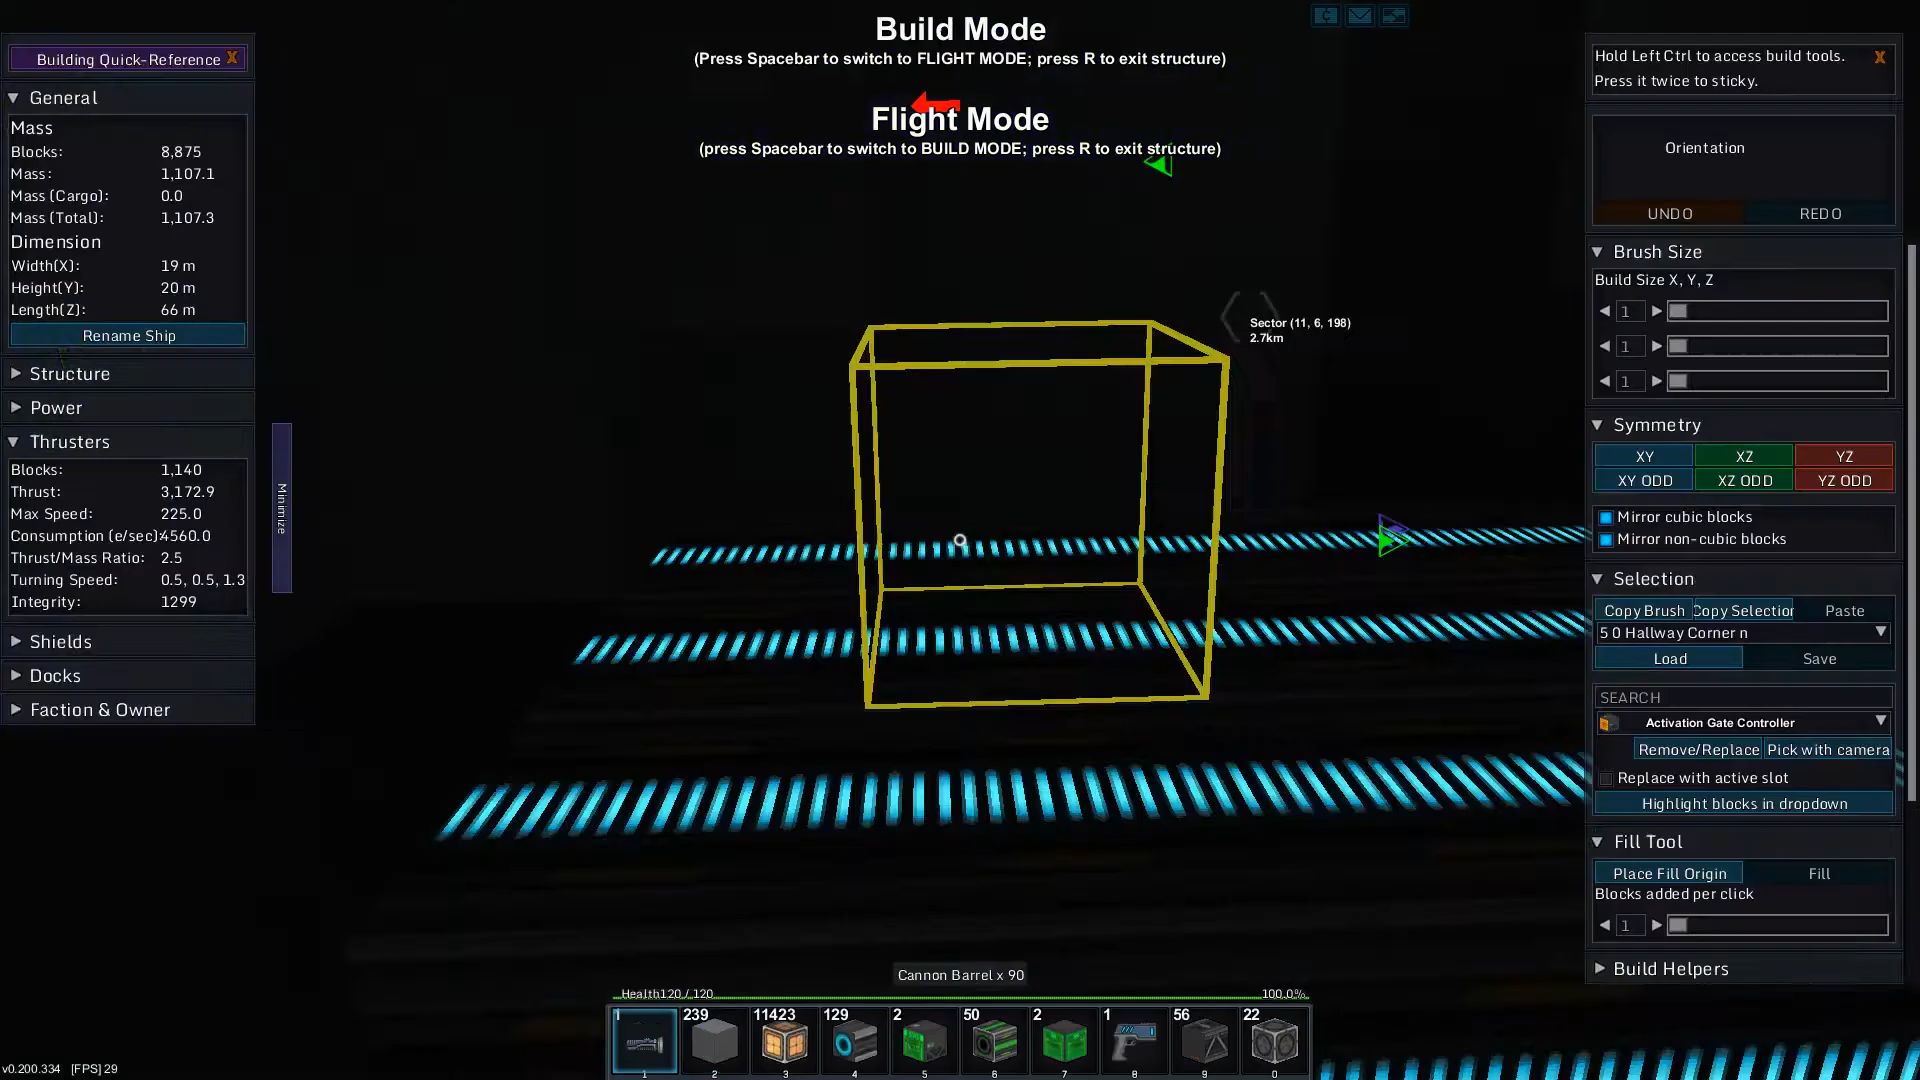 Build Mode
(Press Spacebar to switch to FLIGHT MODE; press R to exit structure)
Flight Mode
(press Spacebar to switch to BUILD MODE; press R to exit structure)
Building Quick-Reference X
General
Mass
Blocks: 8,875
Mass: 1,107.1
Mass (Cargo): 0.0
Mass (Total): 1,107.3
Dimension
Width(X): 19 m
Height(Y): 20 m
Length(Z): 66 m
Rename Ship
Structure
Power
Thrusters
Blocks: 1,140
Thrust: 3,172.9
Max Speed: 225.0
Consumption (e/sec):4560.0
Thrust/Mass Ratio: 2.5
Turning Speed: 0.5, 0.5, 1.3
Integrity: 1299
Shields
Docks
Faction & Owner
Minimize
Sector (11, 6, 198)
2.7km
Hold Left Ctrl to access build tools. X
Press it twice to sticky.
Orientation
UNDO REDO
Brush Size
Build Size X, Y, Z
1
1
1
Symmetry
XY XZ YZ
XY ODD XZ ODD YZ ODD
Mirror cubic blocks
Mirror non-cubic blocks
Selection
Copy Brush Copy Selection Paste
5 0 Hallway Corner n
Load Save
SEARCH
Activation Gate Controller
Remove/Replace Pick with camera
Replace with active slot
Highlight blocks in dropdown
Fill Tool
Place Fill Origin Fill
Blocks added per click
1
Build Helpers
Cannon Barrel x 90
Health120 / 120 100.0%
1 239 11423 129 2 50 2 1 56 22
1 2 3 4 5 6 7 8 9 0
v0.200.334 [FPS] 29